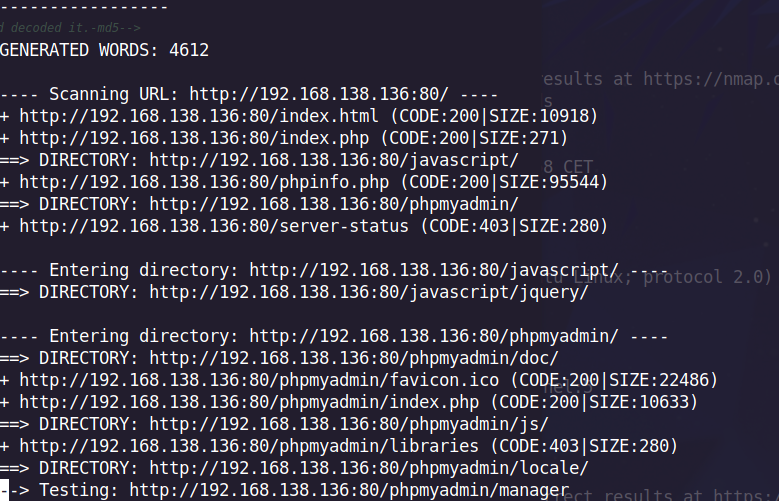 -----------------
d decoded it.-md5-->
GENERATED WORDS: 4612
---- Scanning URL: http://192.168.138.136:80/ ----
esults at https://nmap.o
+ http://192.168.138.136:80/index.html (CODE:200|SIZE:10918)
s
+ http://192.168.138.136:80/index.php (CODE:200|SIZE:271)
==> DIRECTORY: http://192.168.138.136:80/javascript/
8 CET
+ http://192.168.138.136:80/phpinfo.php (CODE:200|SIZE:95544)
==> DIRECTORY: http://192.168.138.136:80/phpmyadmin/
+ http://192.168.138.136:80/server-status (CODE:403|SIZE:280)
---- Entering directory: http://192.168.138.136:80/javascript/ ----
Linux; protocol 2.0)
==> DIRECTORY: http://192.168.138.136:80/javascript/jquery/
---- Entering directory: http://192.168.138.136:80/phpmyadmin/ ----
==> DIRECTORY: http://192.168.138.136:80/phpmyadmin/doc/
+ http://192.168.138.136:80/phpmyadmin/favicon.ico (CODE:200|SIZE:22486)
+ http://192.168.138.136:80/phpmyadmin/index.php (CODE:200|SIZE:10633)
==> DIRECTORY: http://192.168.138.136:80/phpmyadmin/js/
+ http://192.168.138.136:80/phpmyadmin/libraries (CODE:403|SIZE:280)
==> DIRECTORY: http://192.168.138.136:80/phpmyadmin/locale/
--> Testing: http://192.168.138.136:80/phpmyadmin/manager
ect results at https:/